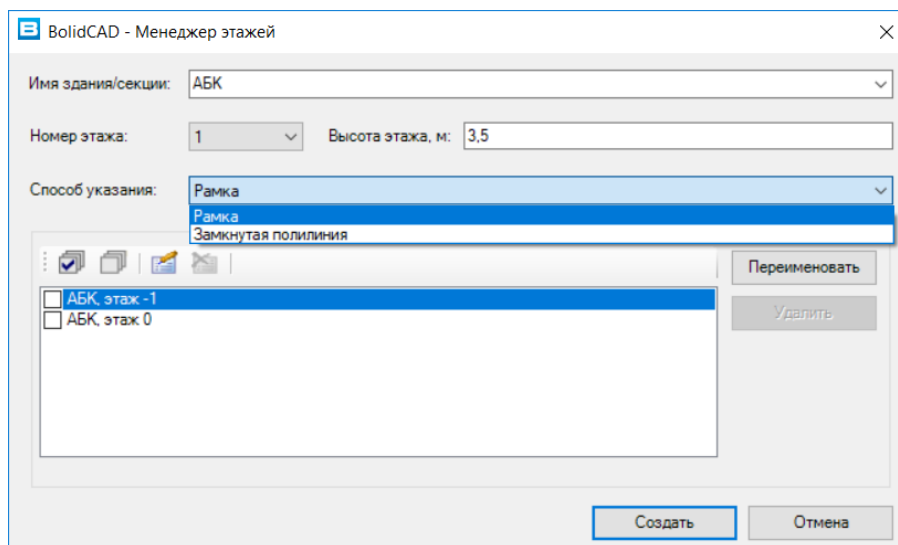 BolidCAD - Менеджер этажей
Имя здания/секции: АБК
Номер этажа: 1 Высота этажа, м: 3,5
Способ указания: Рамка
Рамка
Замкнутая полилиния
Переименовать
АБК, этаж -1
АБК, этаж 0
Удалить
Создать Отмена